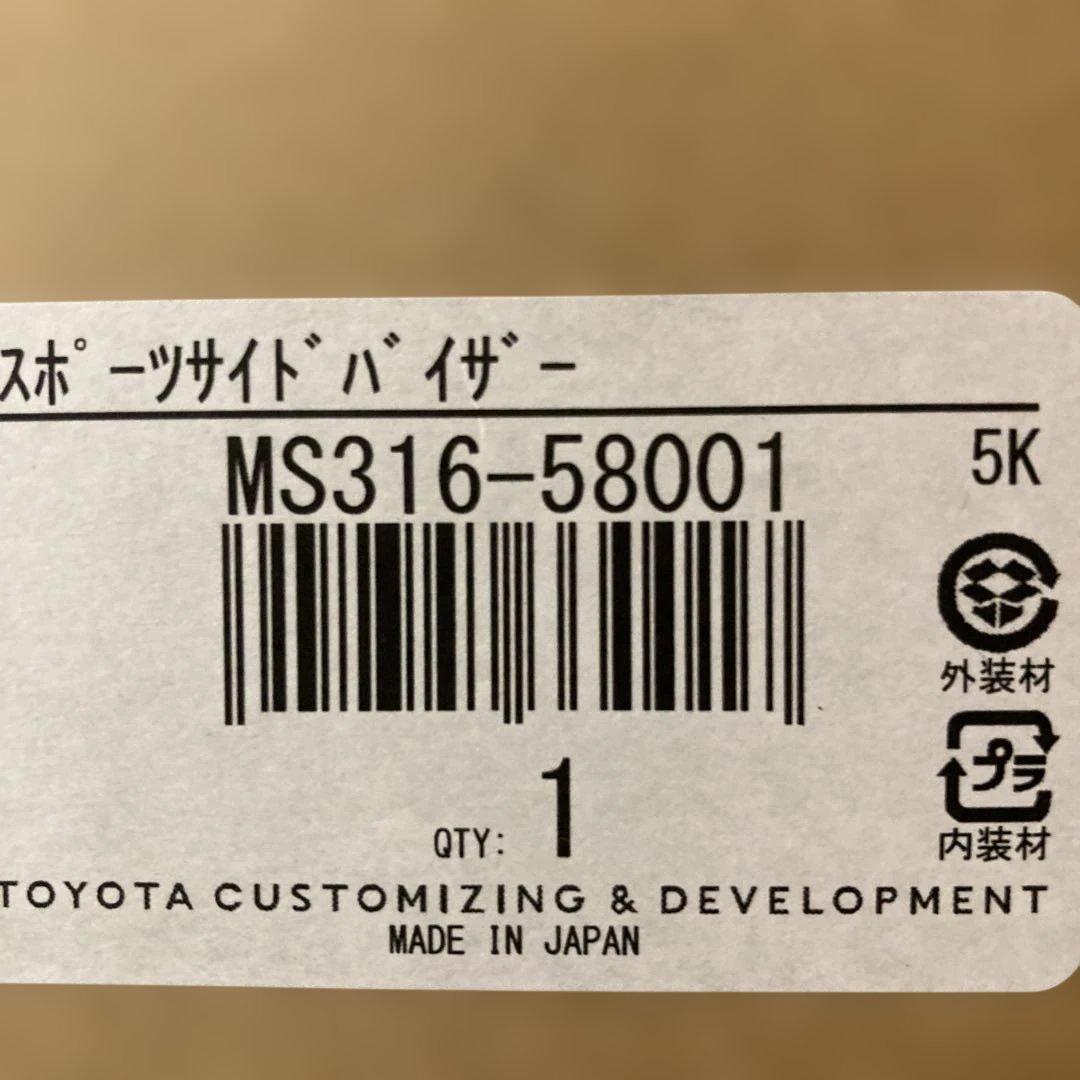 スポーツサイドバイザー
MS316-58001
5K
外装材
プラ
内装材
QTY: 1
TOYOTA CUSTOMIZING & DEVELOPMENT
MADE IN JAPAN